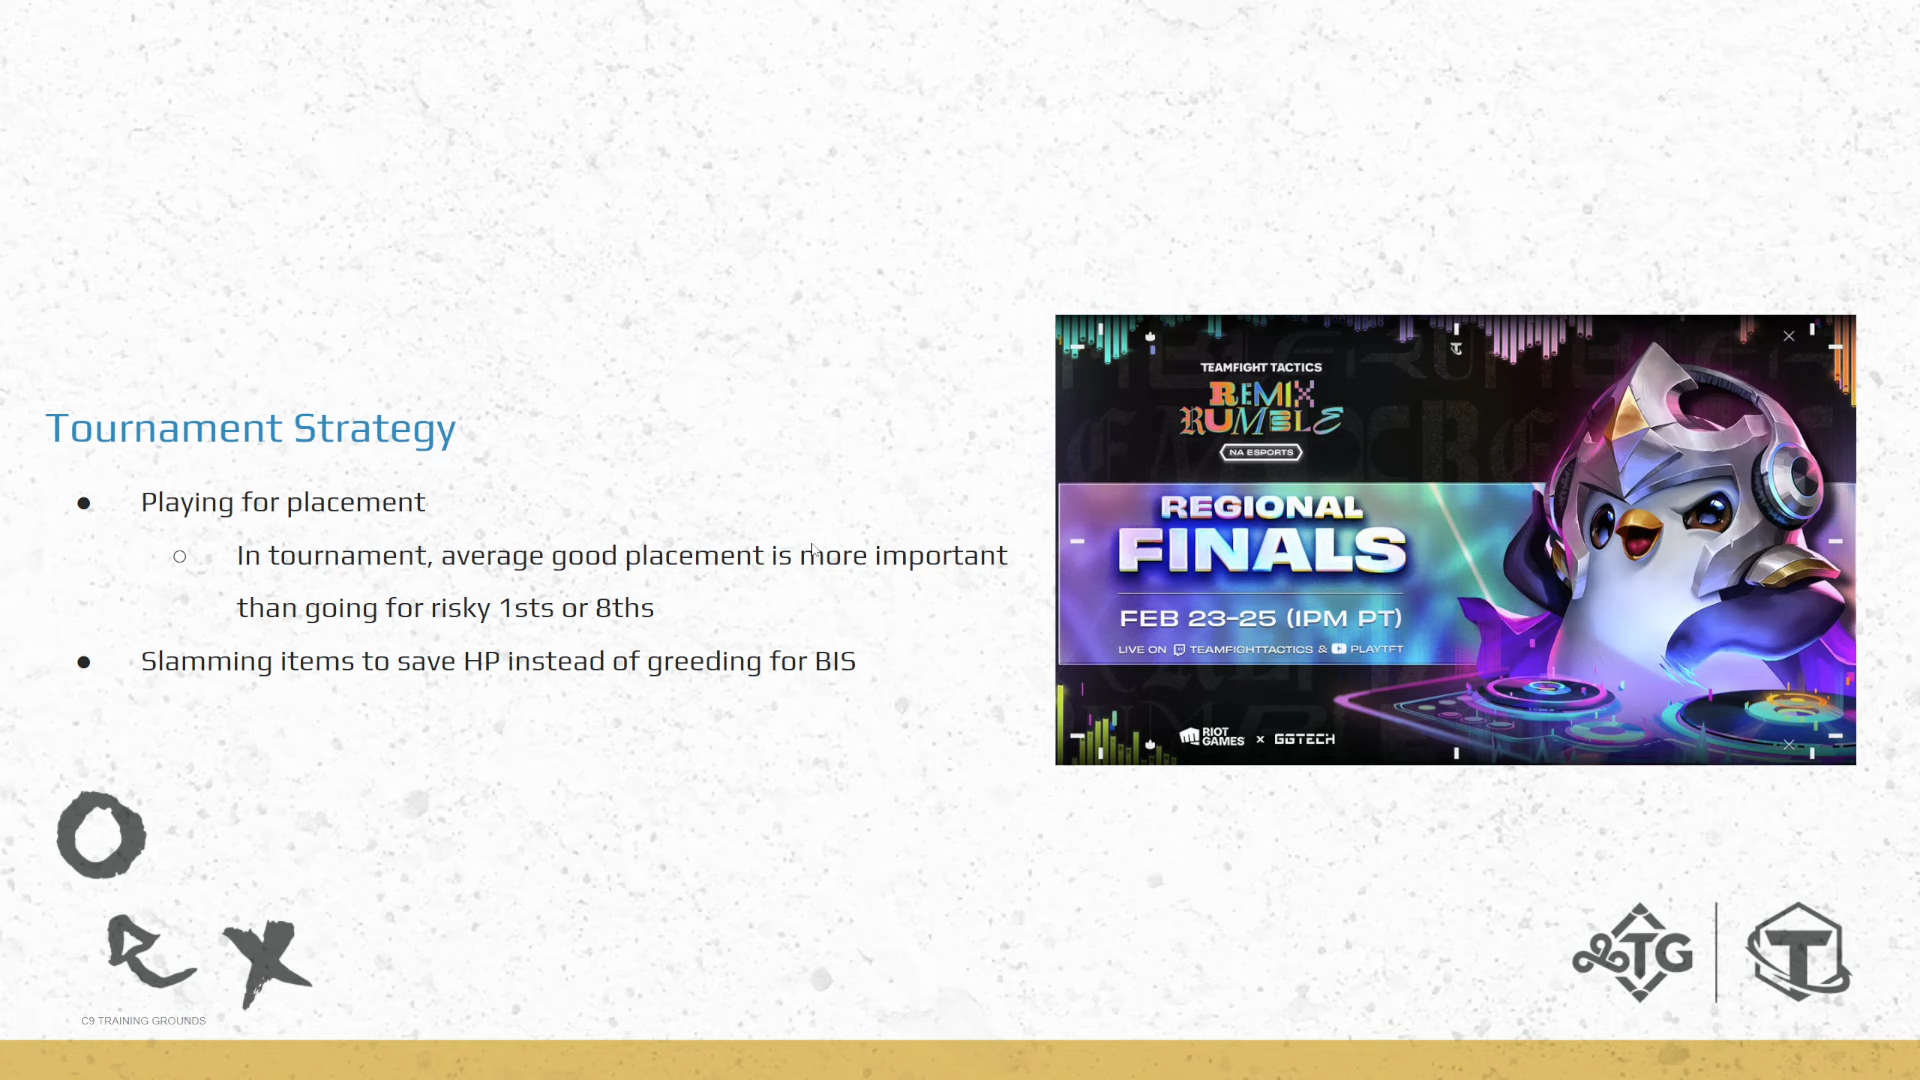 Tournament Strategy
● Playing for placement
○ In tournament, average good placement is more important
than going for risky 1sts or 8ths
● Slamming items to save HP instead of greeding for BIS
TEAMFIGHT TACTICS
REMIX
RUMBLE
NA ESPORTS
REGIONAL
FINALS
FEB 23-25 (1PM PT)
LIVE ON TEAMFIGHTTACTICS & PLAYTFT
RIOT
GAMES x GGTECH
TG
T
C9 TRAINING GROUNDS